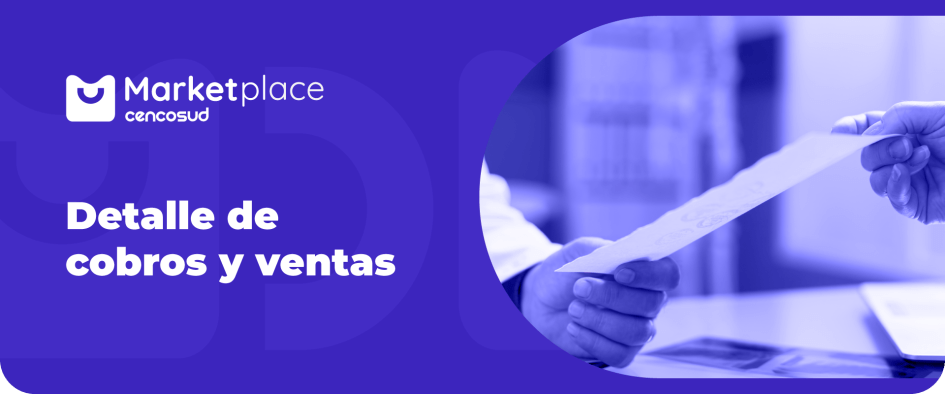 Marketplace
cencosud
Detalle de
cobros y ventas